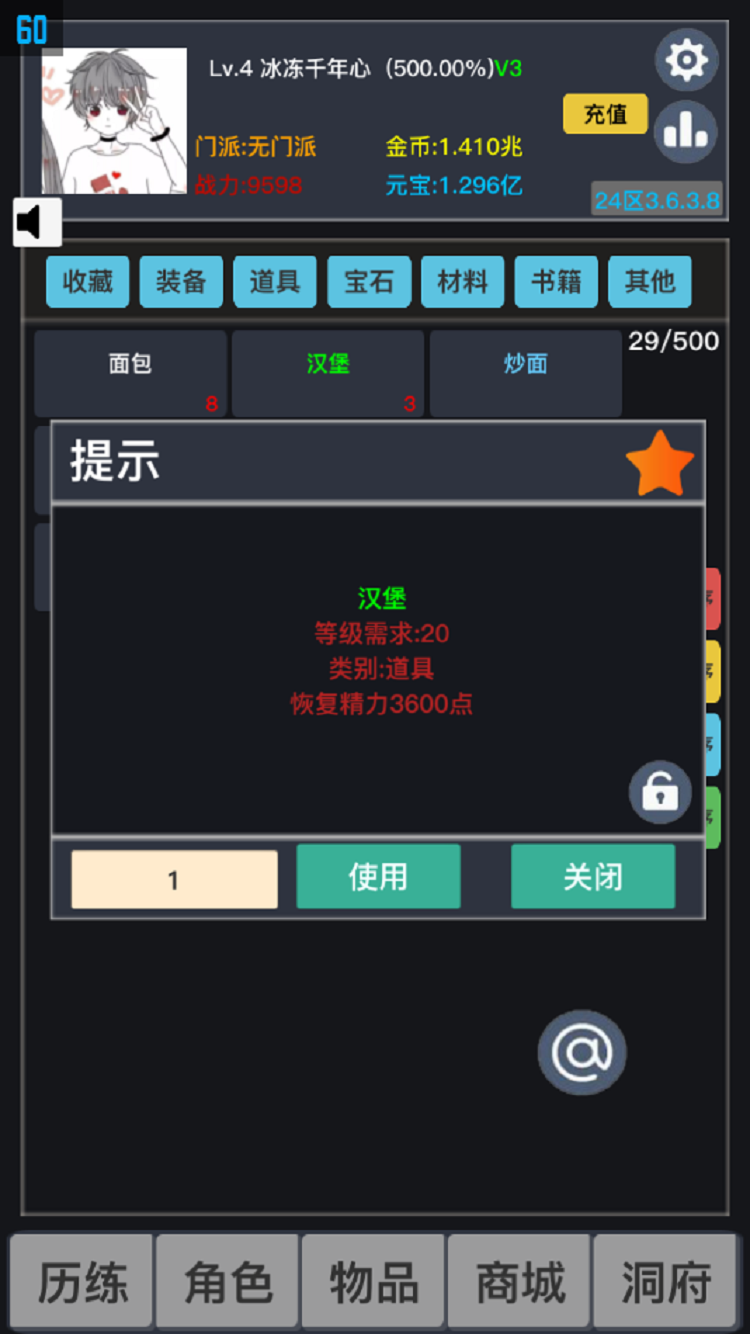 60
Lv.4 冰冻千年心 (500.00%)V3
充值
门派:无门派 金币:1.410兆
战力:9598 元宝:1.296亿
24区3.6.3.8
收藏 装备 道具 宝石 材料 书籍 其他
29/500
面包 汉堡 炒面
8 3
提示
汉堡
等级需求:20
类别:道具
恢复精力3600点
1 使用 关闭
@
历练 角色 物品 商城 洞府